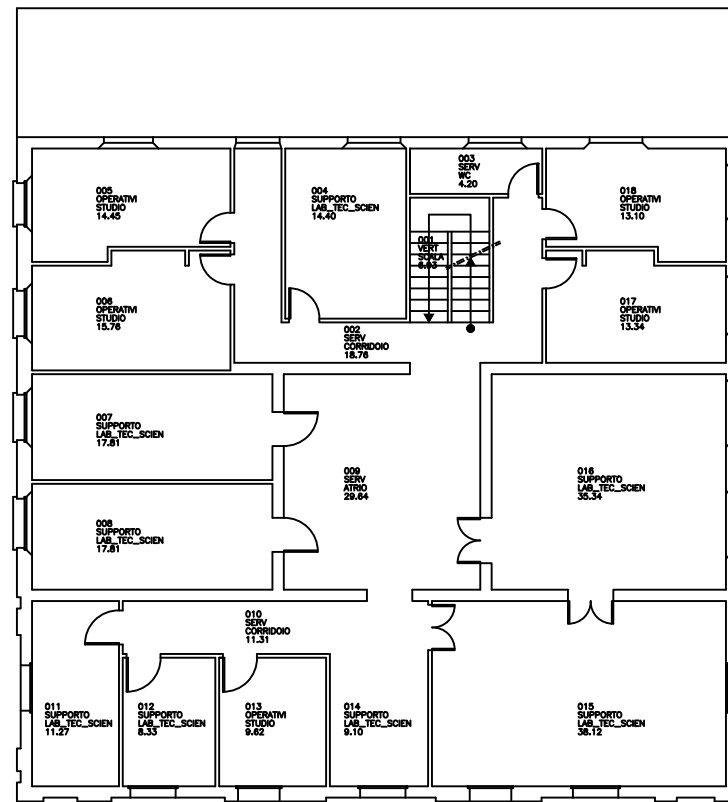 005
OPERATIVI
STUDIO
14.45
004
SUPPORTO
LAB_TEC_SCIEN
14.40
003
SERV
WC
4.20
018
OPERATIVI
STUDIO
13.10
001
VERT
SCALA
006
OPERATIVI
STUDIO
15.76
002
SERV
CORRIDOIO
18.76
017
OPERATIVI
STUDIO
13.34
007
SUPPORTO
LAB_TEC_SCIEN
17.81
009
SERV
ATRIO
29.64
016
SUPPORTO
LAB_TEC_SCIEN
35.34
008
SUPPORTO
LAB_TEC_SCIEN
17.81
010
SERV
CORRIDOIO
11.31
011
SUPPORTO
LAB_TEC_SCIEN
11.27
012
SUPPORTO
LAB_TEC_SCIEN
8.33
013
OPERATIVI
STUDIO
9.62
014
SUPPORTO
LAB_TEC_SCIEN
9.10
015
SUPPORTO
LAB_TEC_SCIEN
38.12